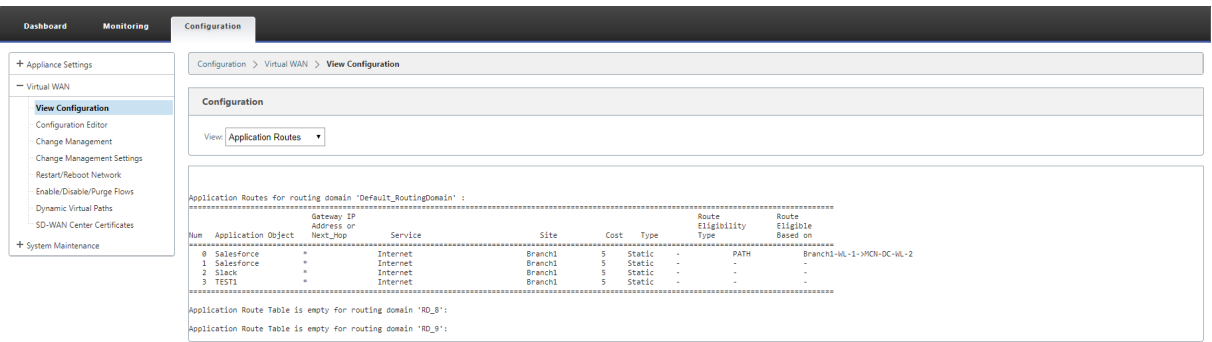 Dashboard Monitoring Configuration
+ Appliance Settings
− Virtual WAN
View Configuration
Configuration Editor
Change Management
Change Management Settings
Restart/Reboot Network
Enable/Disable/Purge Flows
Dynamic Virtual Paths
SD-WAN Center Certificates
+ System Maintenance
Configuration > Virtual WAN > View Configuration
Configuration
View: Application Routes
Application Routes for routing domain 'Default_RoutingDomain' :
Gateway IP Route Route
Address or Eligibility Eligible
Num Application Object Next_Hop Service Site Cost Type Type Based on
0 Salesforce * Internet Branch1 5 Static - PATH Branch1-WL-1->MCN-DC-WL-2
1 Salesforce * Internet Branch1 5 Static - - -
2 Slack * Internet Branch1 5 Static - - -
3 TEST1 * Internet Branch1 5 Static - - -
Application Route Table is empty for routing domain 'RD_8':
Application Route Table is empty for routing domain 'RD_9':